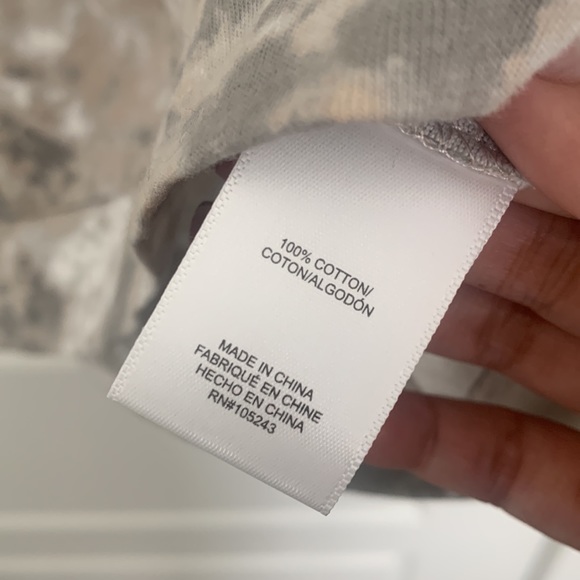 100% COTTON/
COTON/ALGODÓN
MADE IN CHINA
FABRIQUÉ EN CHINE
HECHO EN CHINA
RN#105243